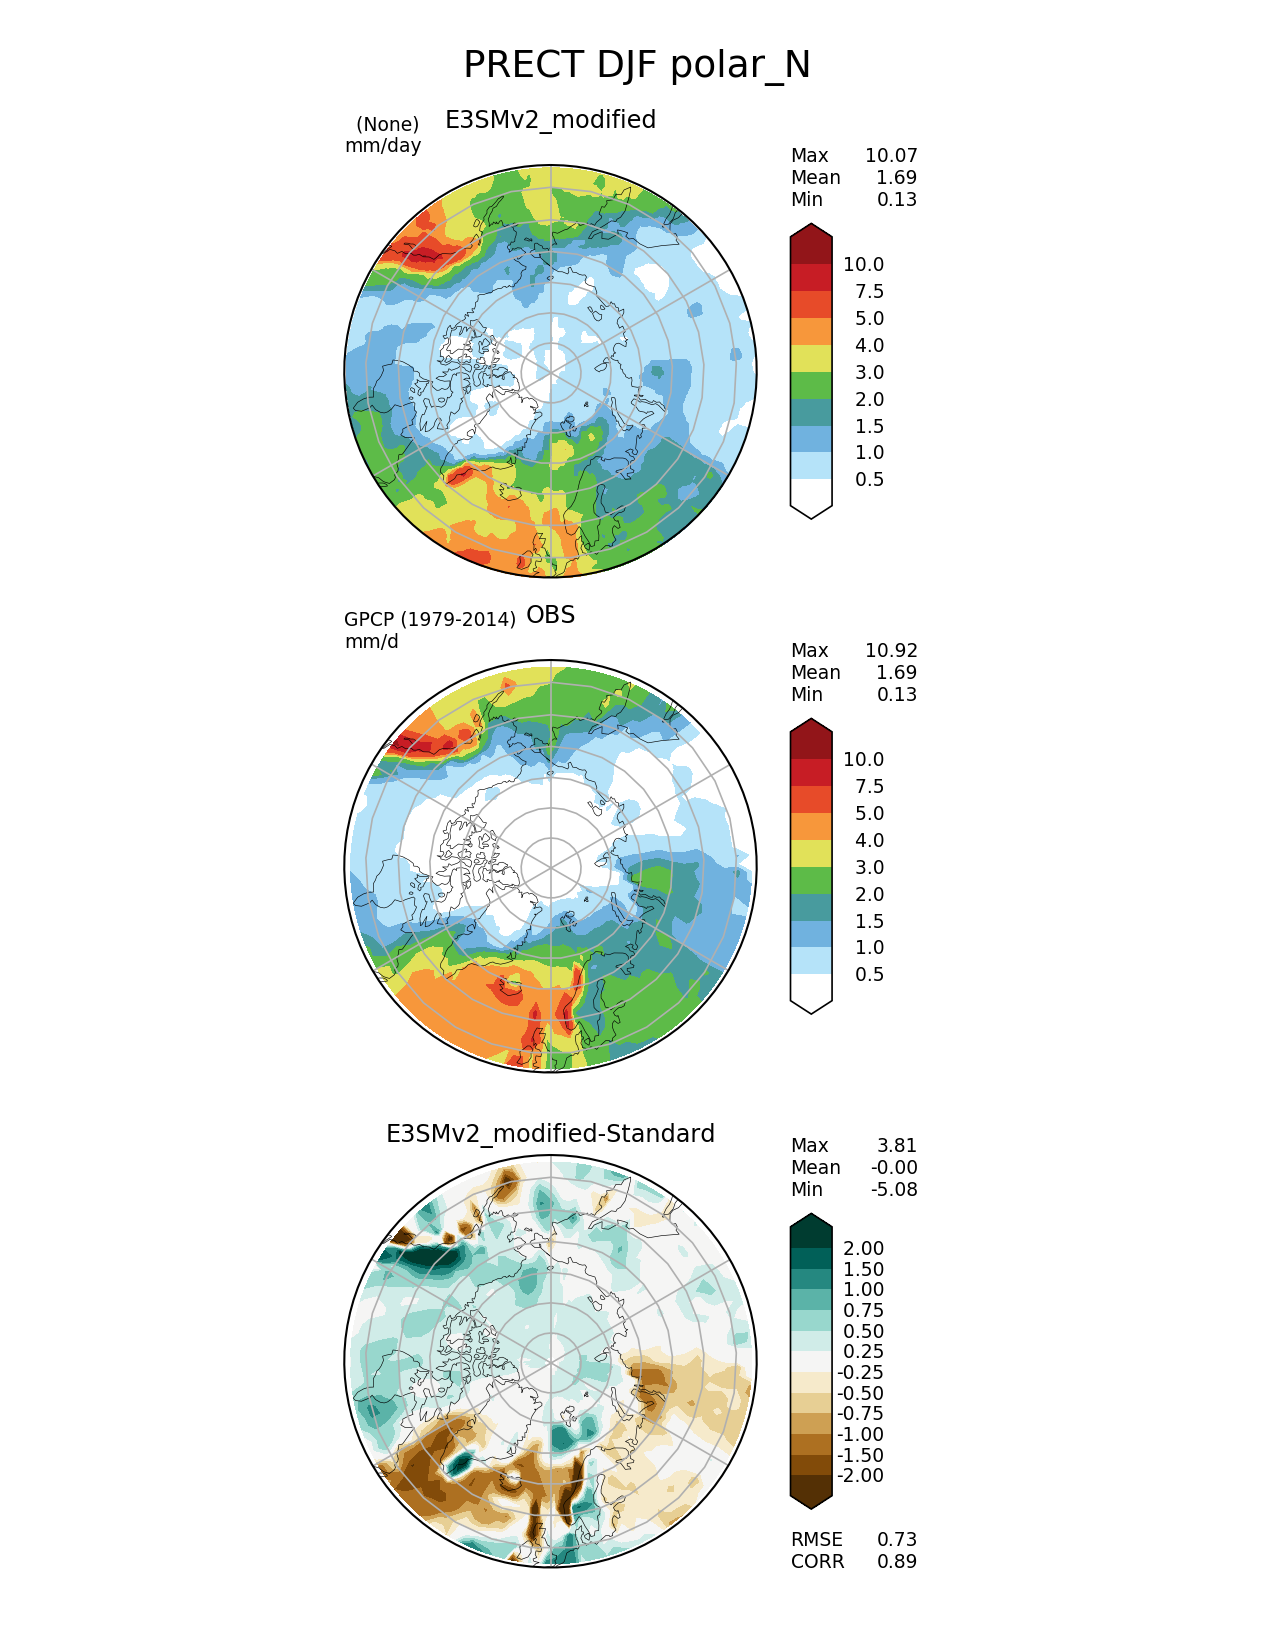 PRECT DJF polar_N
(None) E3SMv2_modified
mm/day
Max 10.07
Mean 1.69
Min 0.13
10.0
7.5
5.0
4.0
3.0
2.0
1.5
1.0
0.5
GPCP (1979-2014) OBS
mm/d
Max 10.92
Mean 1.69
Min 0.13
10.0
7.5
5.0
4.0
3.0
2.0
1.5
1.0
0.5
E3SMv2_modified-Standard
Max 3.81
Mean -0.00
Min -5.08
2.00
1.50
1.00
0.75
0.50
0.25
-0.25
-0.50
-0.75
-1.00
-1.50
-2.00
RMSE 0.73
CORR 0.89